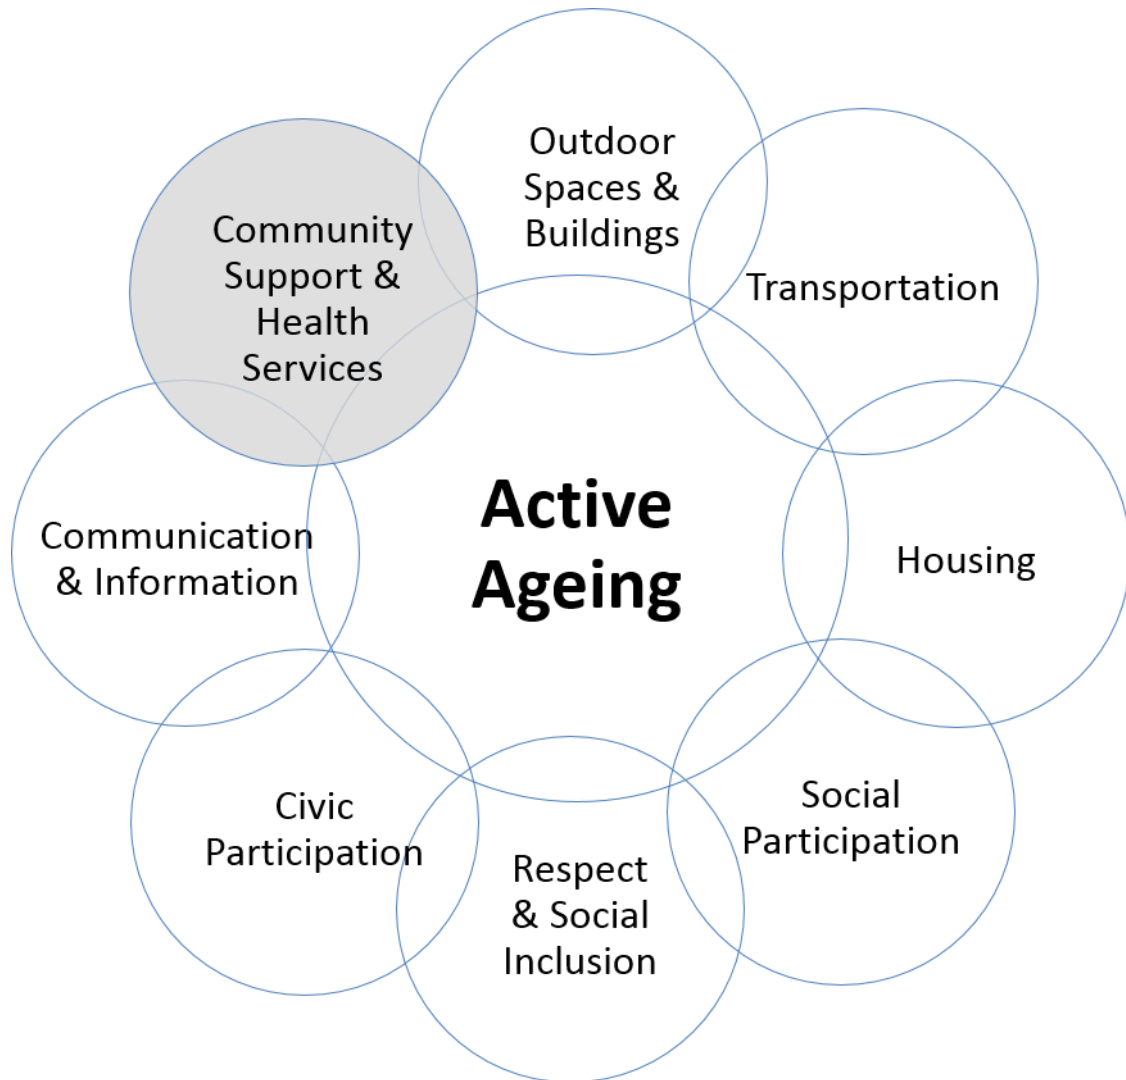 Outdoor
Spaces &
Buildings
Community
Support &
Health
Services
Transportation
Active
Ageing
Communication
& Information
Housing
Civic
Participation
Social
Participation
Respect
& Social
Inclusion